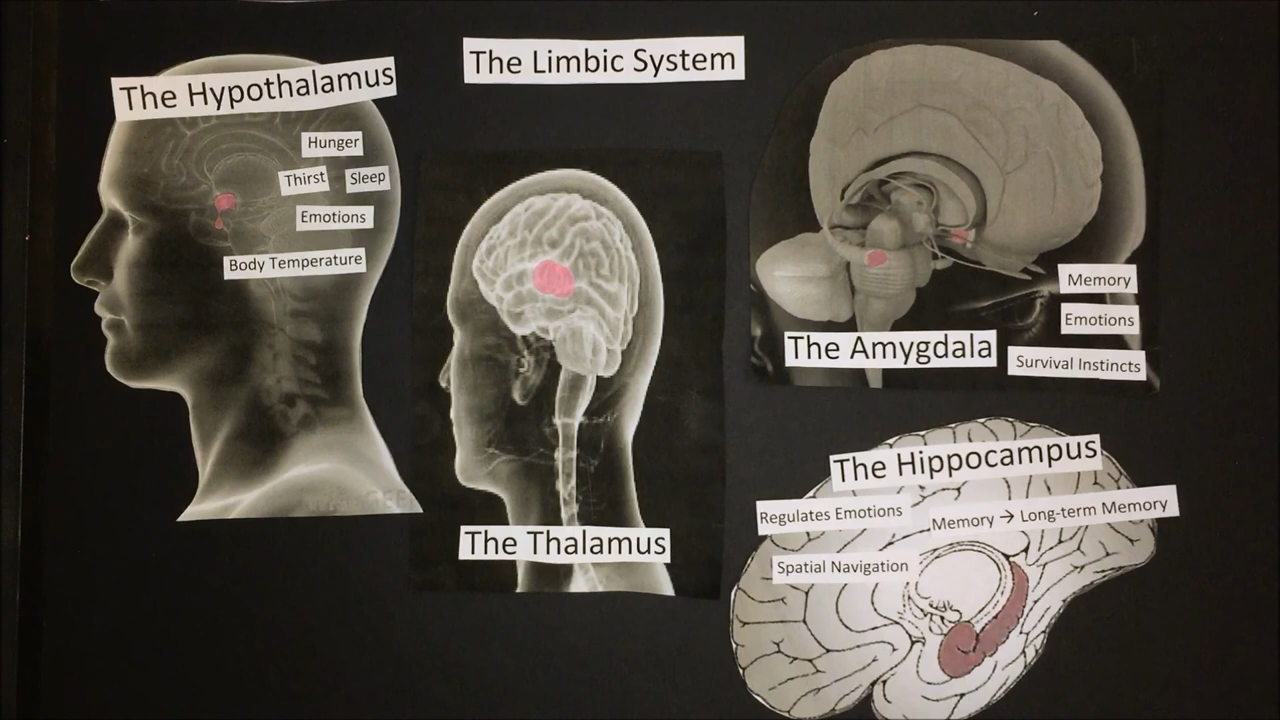 The Limbic System
The Hypothalamus
Hunger
Thirst
Sleep
Emotions
Body Temperature
The Thalamus
The Amygdala
Memory
Emotions
Survival Instincts
The Hippocampus
Regulates Emotions
Memory → Long-term Memory
Spatial Navigation